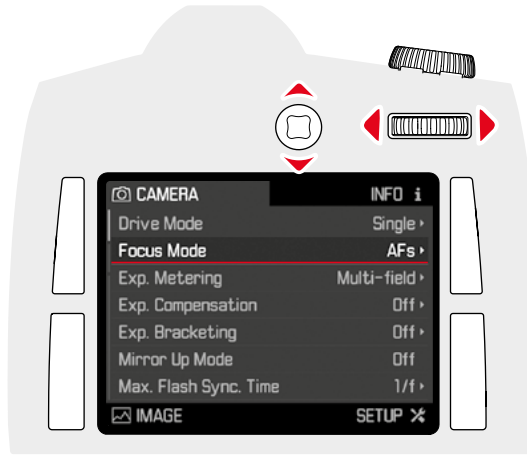 CAMERA INFO i
Drive Mode Single
Focus Mode AFs
Exp. Metering Multi-field
Exp. Compensation Off
Exp. Bracketing Off
Mirror Up Mode Off
Max. Flash Sync. Time 1/f
IMAGE SETUP